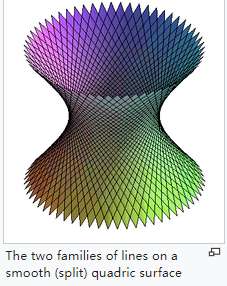 The two families of lines on a
smooth (split) quadric surface